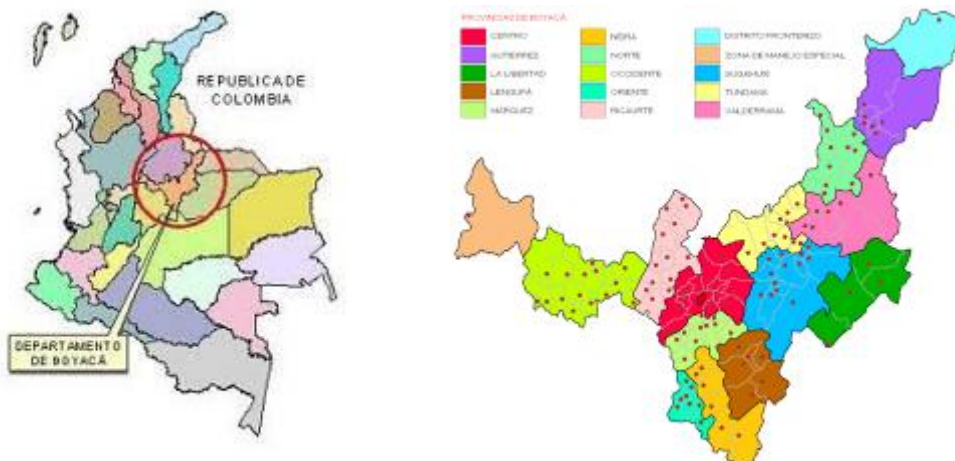 REPUBLICA DE
COLOMBIA
DEPARTAMENTO
DE BOYACÁ
PROVINCIAS DE BOYACÁ
CENTRO
GUTIERREZ
LA LIBERTAD
LENGUPÁ
MARQUEZ
NEIRA
NORTE
OCCIDENTE
ORIENTE
RICAURTE
DISTRITO FRONTERIZO
ZONA DE MANEJO ESPECIAL
SUGAMUXI
TUNDAMA
VALDERRAMA